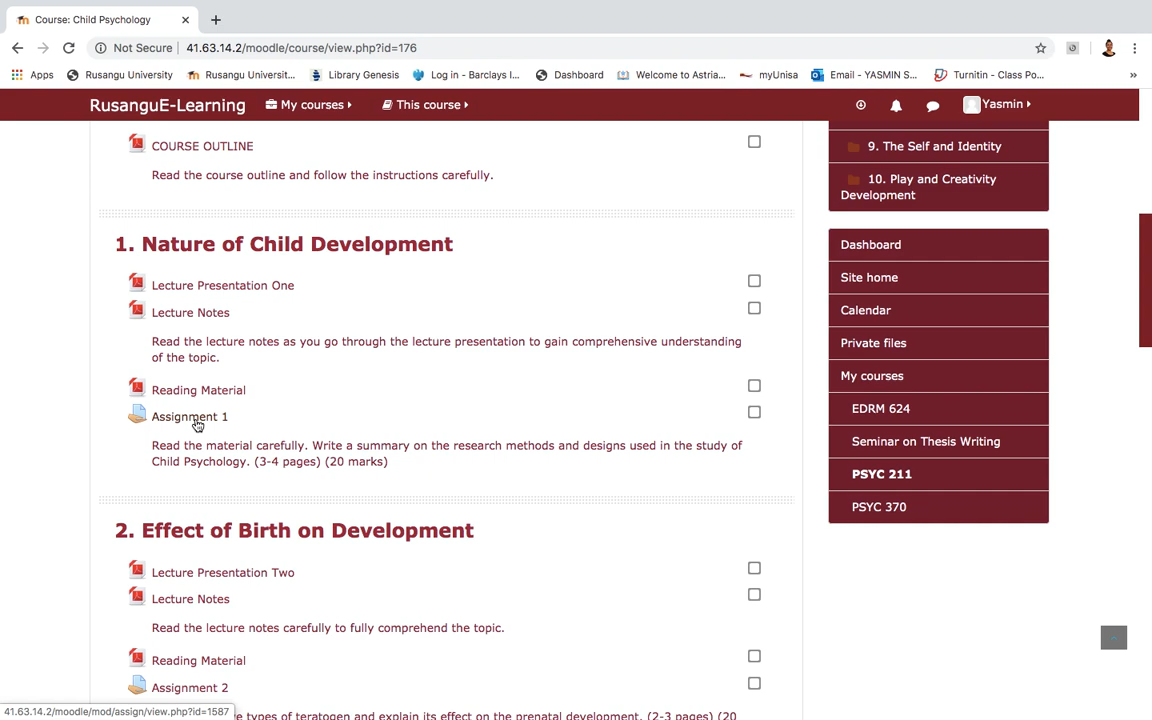 Course: Child Psychology
Not Secure | 41.63.14.2/moodle/course/view.php?id=176
Apps Rusangu University Rusangu Universit... Library Genesis Log in - Barclays I... Dashboard Welcome to Astria... myUnisa Email - YASMIN S... Turnitin - Class Po... »
RusanguE-Learning My courses This course Yasmin
COURSE OUTLINE
Read the course outline and follow the instructions carefully.
1. Nature of Child Development
Lecture Presentation One
Lecture Notes
Read the lecture notes as you go through the lecture presentation to gain comprehensive understanding
of the topic.
Reading Material
Assignment 1
Read the material carefully. Write a summary on the research methods and designs used in the study of
Child Psychology. (3-4 pages) (20 marks)
2. Effect of Birth on Development
Lecture Presentation Two
Lecture Notes
Read the lecture notes carefully to fully comprehend the topic.
Reading Material
Assignment 2
e types of teratogen and explain its effect on the prenatal development. (2-3 pages) (20
41.63.14.2/moodle/mod/assign/view.php?id=1587
9. The Self and Identity
10. Play and Creativity
Development
Dashboard
Site home
Calendar
Private files
My courses
EDRM 624
Seminar on Thesis Writing
PSYC 211
PSYC 370